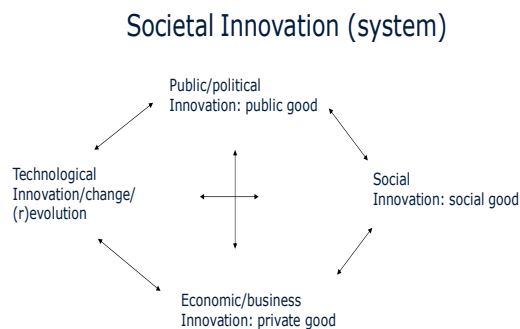 Societal Innovation (system)
Public/political
Innovation: public good
Technological
Innovation/change/
(r)evolution
Social
Innovation: social good
Economic/business
Innovation: private good